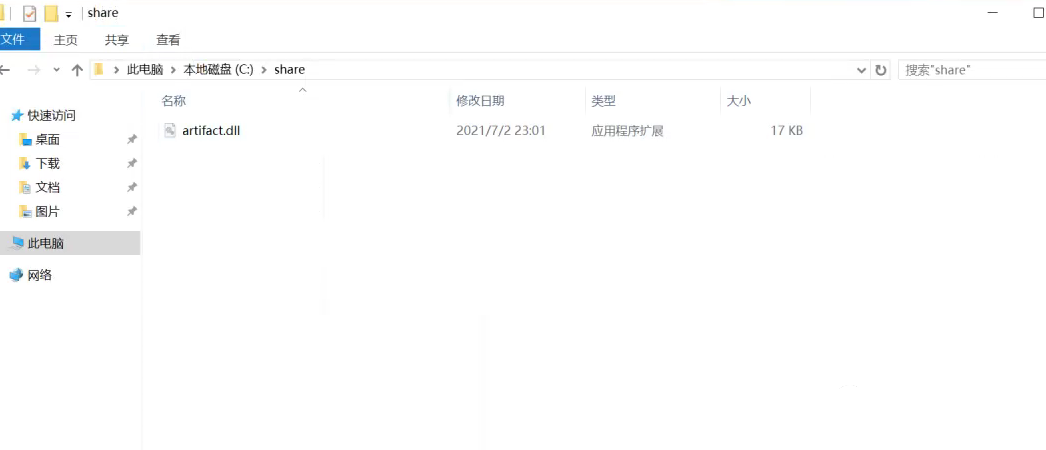 share
文件 主页 共享 查看
此电脑 本地磁盘 (C:) share 搜索"share"
名称 修改日期 类型 大小
artifact.dll 2021/7/2 23:01 应用程序扩展 17 KB
快速访问
桌面
下载
文档
图片
此电脑
网络